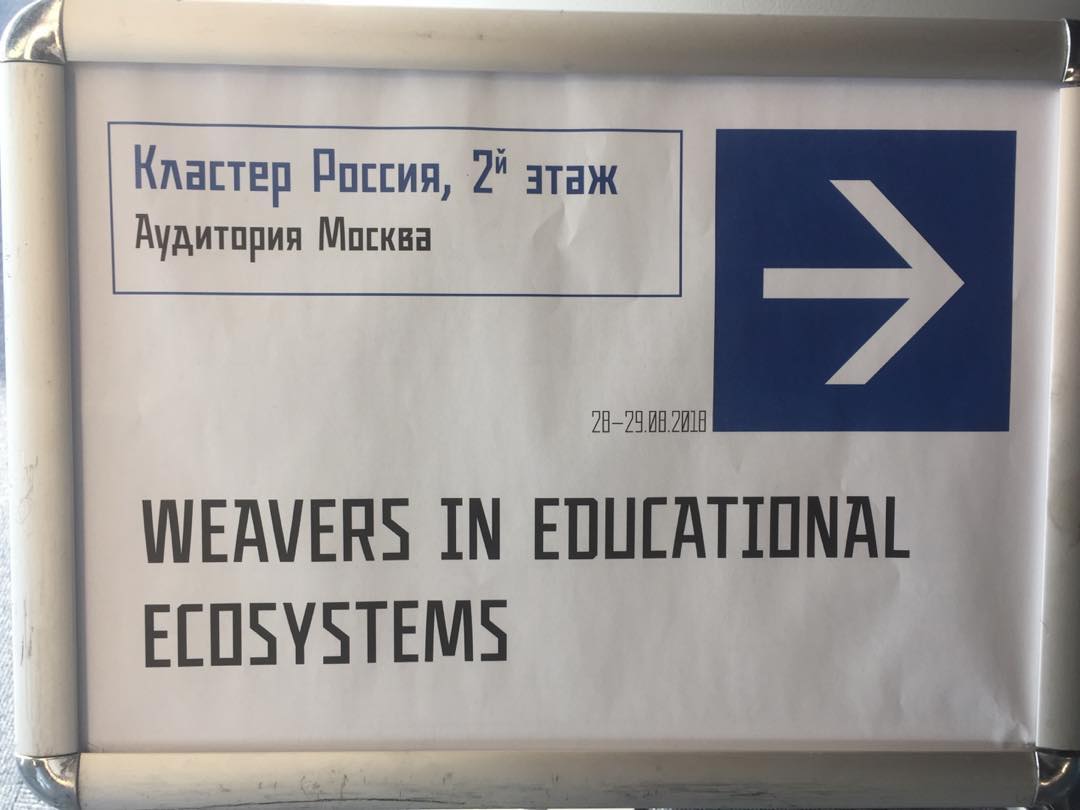 Кластер Россия, 2й этаж
Аудитория Москва
28–29.08.2018
WEAVERS IN EDUCATIONAL
ECOSYSTEMS